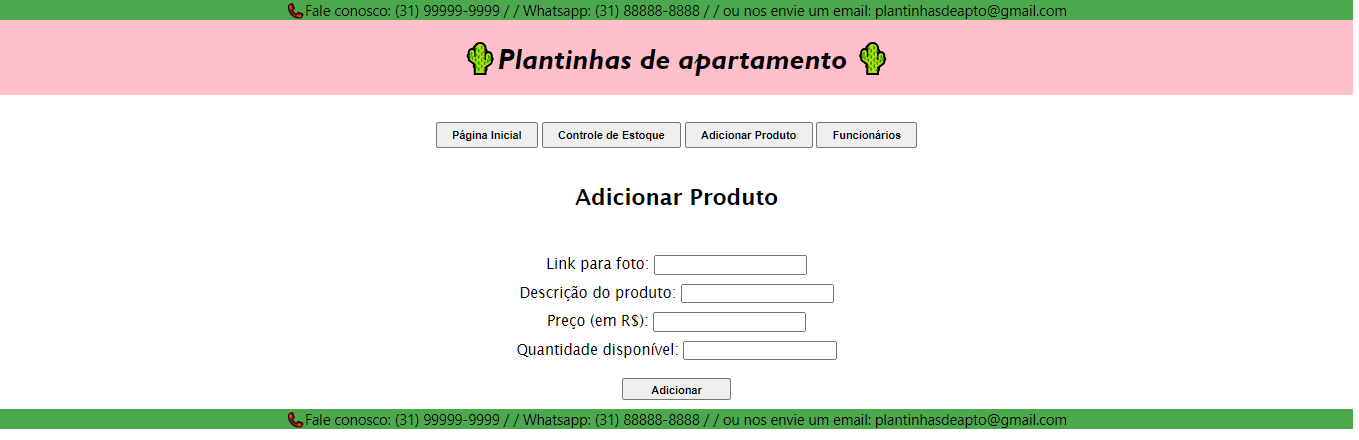 Fale conosco: (31) 99999-9999 / / Whatsapp: (31) 88888-8888 / / ou nos envie um email: plantinhasdeapto@gmail.com
Plantinhas de apartamento
Página Inicial Controle de Estoque Adicionar Produto Funcionários
Adicionar Produto
Link para foto:
Descrição do produto:
Preço (em R$):
Quantidade disponível:
Adicionar
Fale conosco: (31) 99999-9999 / / Whatsapp: (31) 88888-8888 / / ou nos envie um email: plantinhasdeapto@gmail.com